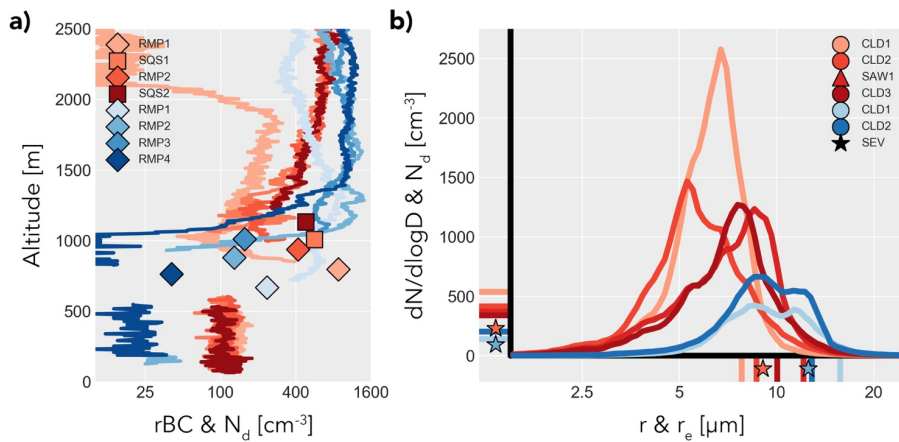 a)
2500
2000
1500
1000
500
0
Altitude [m]
RMP1
SQS1
RMP2
SQS2
RMP1
RMP2
RMP3
RMP4
25
100
400
1600
rBC & N_d [cm⁻³]
b)
2500
2000
1500
1000
500
0
dN/dlogD & N_d [cm⁻³]
CLD1
CLD2
SAW1
CLD3
CLD1
CLD2
SEV
2.5
5
10
20
r & r_e [µm]